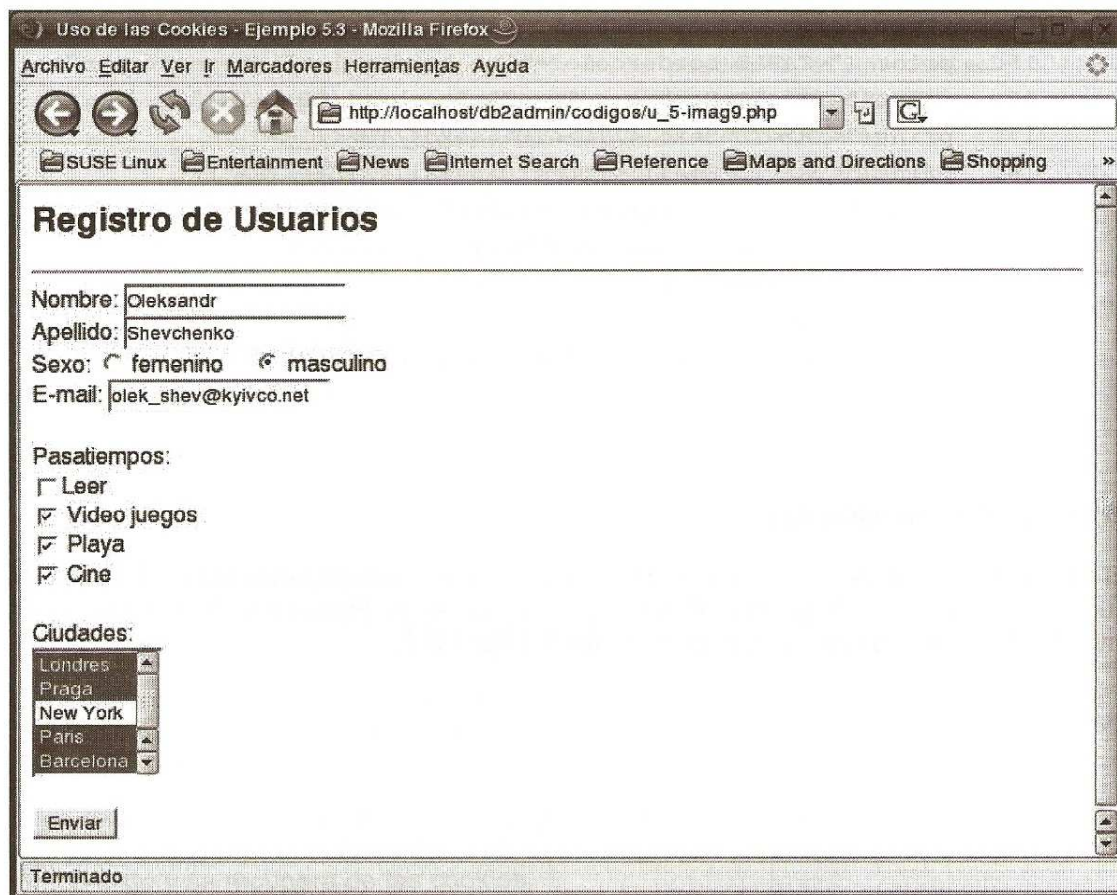 Uso de las Cookies - Ejemplo 5.3 - Mozilla Firefox
Archivo Editar Ver Ir Marcadores Herramientas Ayuda
http://localhost/db2admin/codigos/u_5-imag9.php G
SUSE Linux Entertainment News Internet Search Reference Maps and Directions Shopping »
Registro de Usuarios
Nombre: Oleksandr
Apellido: Shevchenko
Sexo: femenino masculino
E-mail: olek_shev@kyivco.net
Pasatiempos:
Leer
Video juegos
Playa
Cine
Ciudades:
Londres
Praga
New York
Paris
Barcelona
Enviar
Terminado